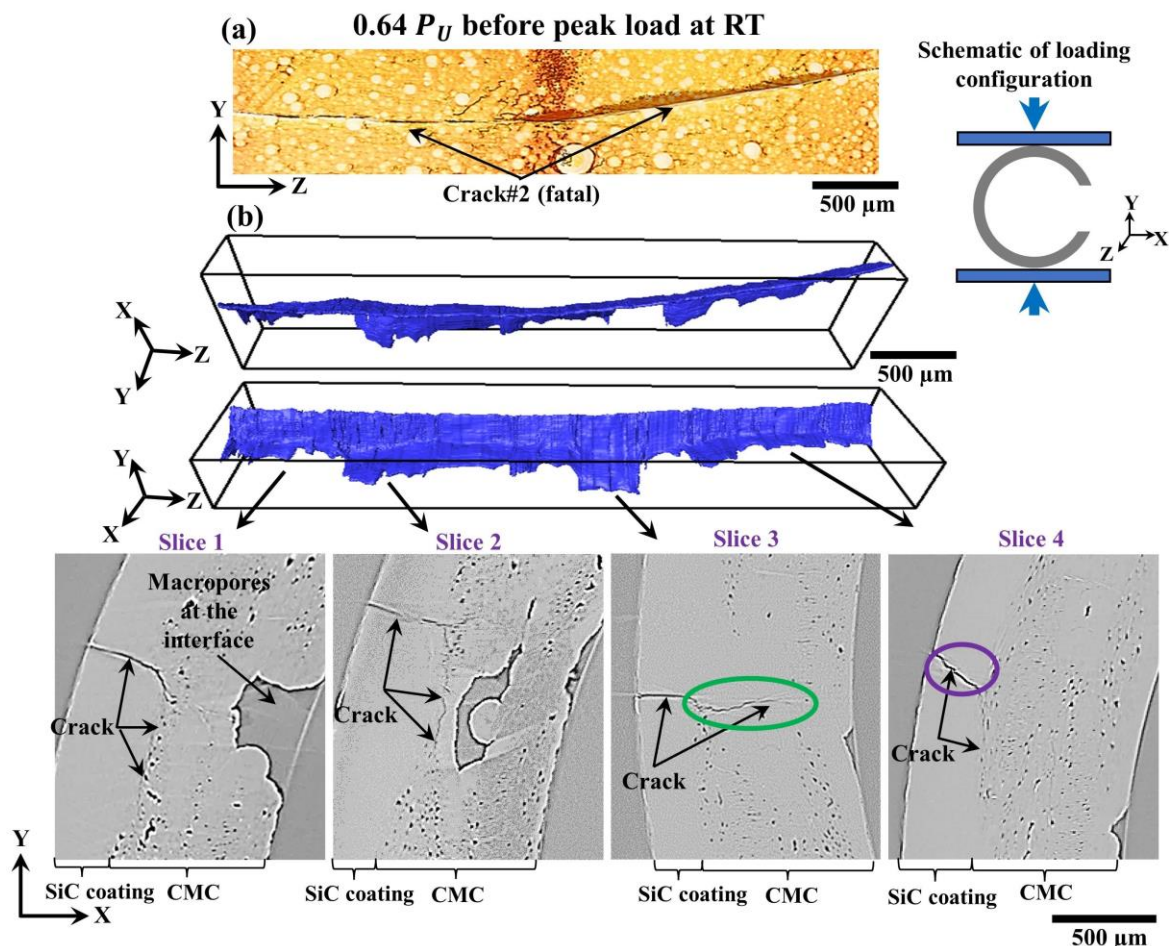 (a) 0.64 P_U before peak load at RT
Schematic of loading
configuration
Y
Z
Crack#2 (fatal)
500 µm
Y
X
Z
(b)
X
Z
Y
500 µm
Y
Z
X
Slice 1
Slice 2
Slice 3
Slice 4
Macropores
at the
interface
Crack
Crack
Crack
Crack
Y
X
SiC coating CMC
SiC coating CMC
SiC coating CMC
SiC coating CMC
500 µm